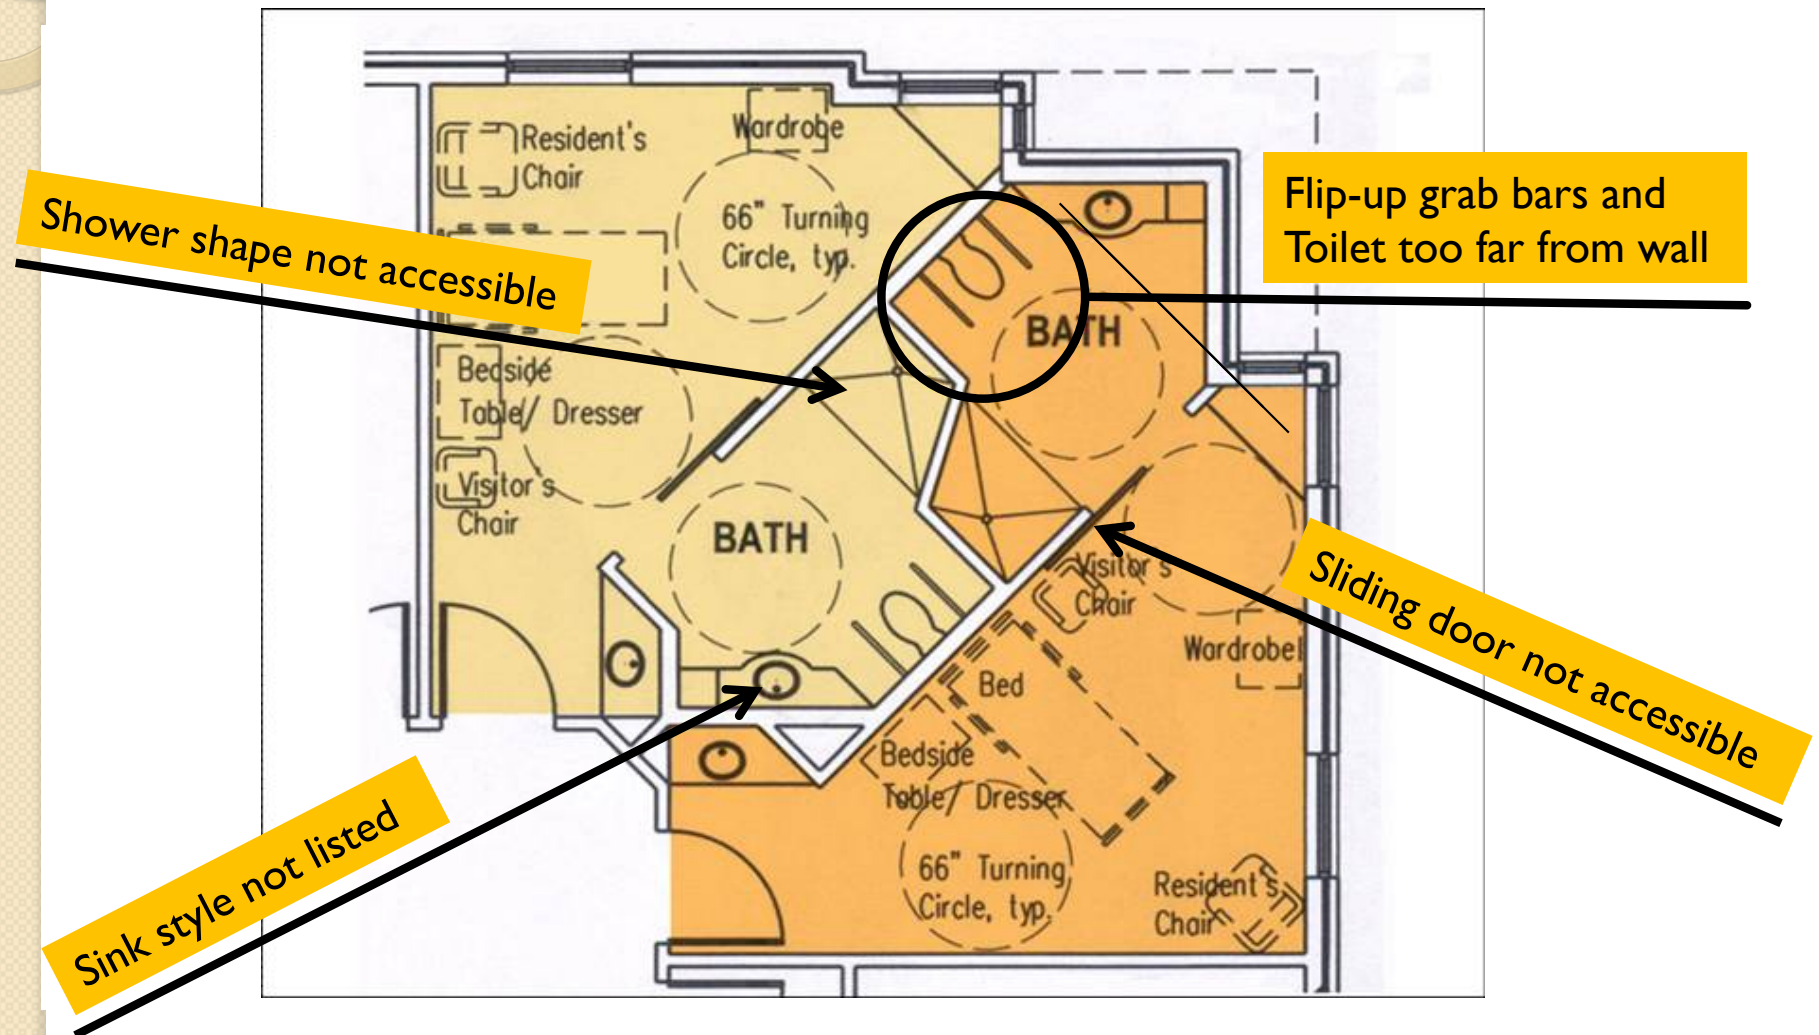 Resident's
Chair
Wardrobe
Shower shape not accessible
66" Turning
Circle, typ.
Flip-up grab bars and
Toilet too far from wall
BATH
Bedside
Table/ Dresser
Visitor's
Chair
BATH
Visitor's
Chair
Sliding door not accessible
Wardrobe
Bed
Bedside
Table/ Dresser
Sink style not listed
66" Turning
Circle, typ.
Resident's
Chair